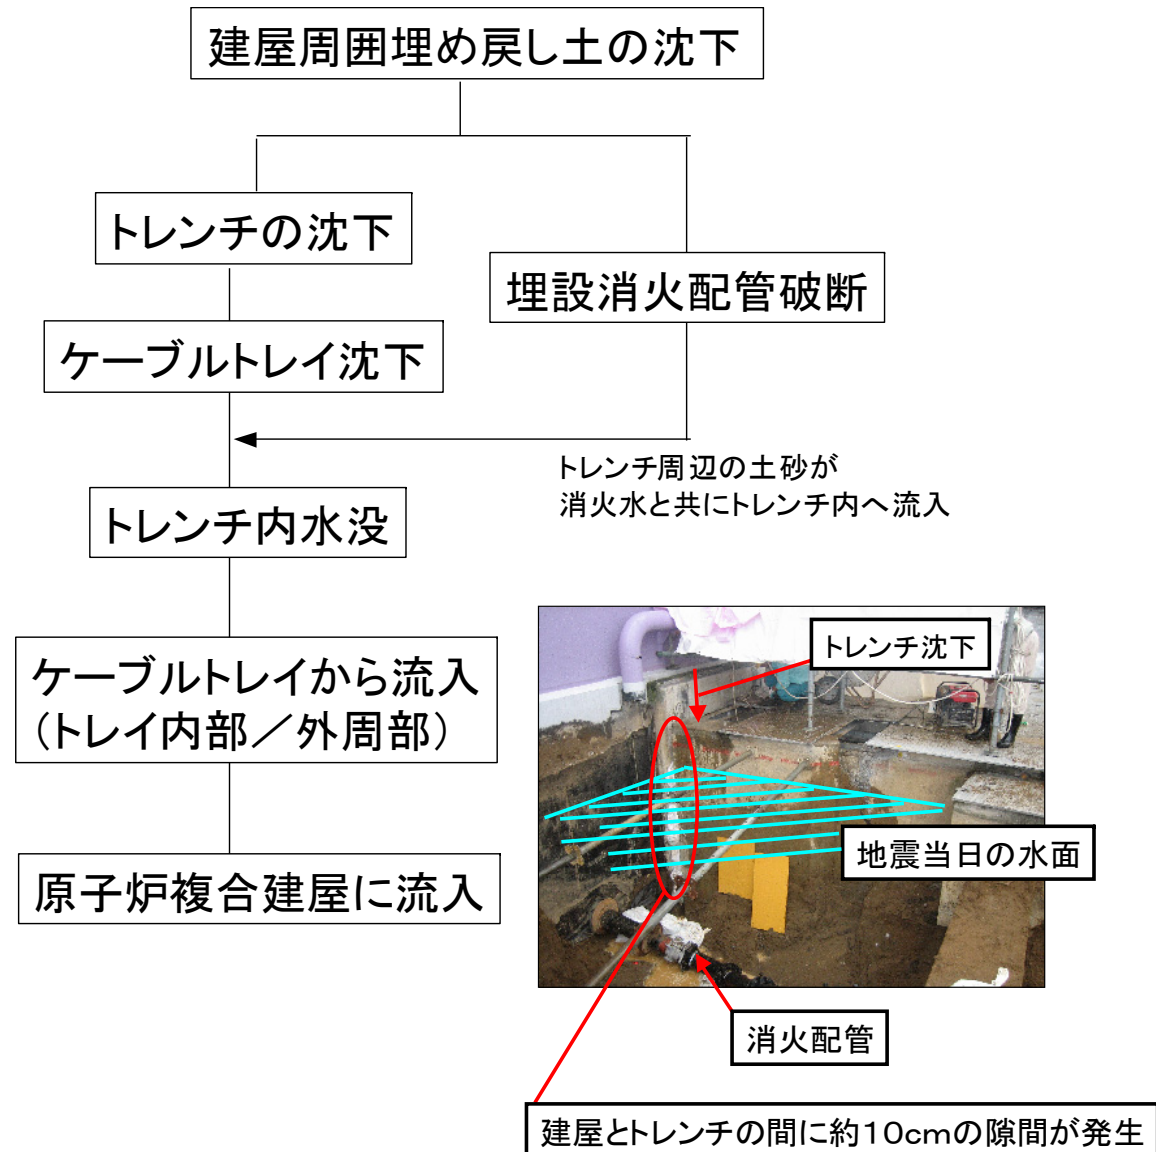 建屋周囲埋め戻し土の沈下
トレンチの沈下
埋設消火配管破断
ケーブルトレイ沈下
トレンチ周辺の土砂が
消火水と共にトレンチ内へ流入
トレンチ内水没
ケーブルトレイから流入
（トレイ内部／外周部）
原子炉複合建屋に流入
トレンチ沈下
地震当日の水面
消火配管
建屋とトレンチの間に約10cmの隙間が発生